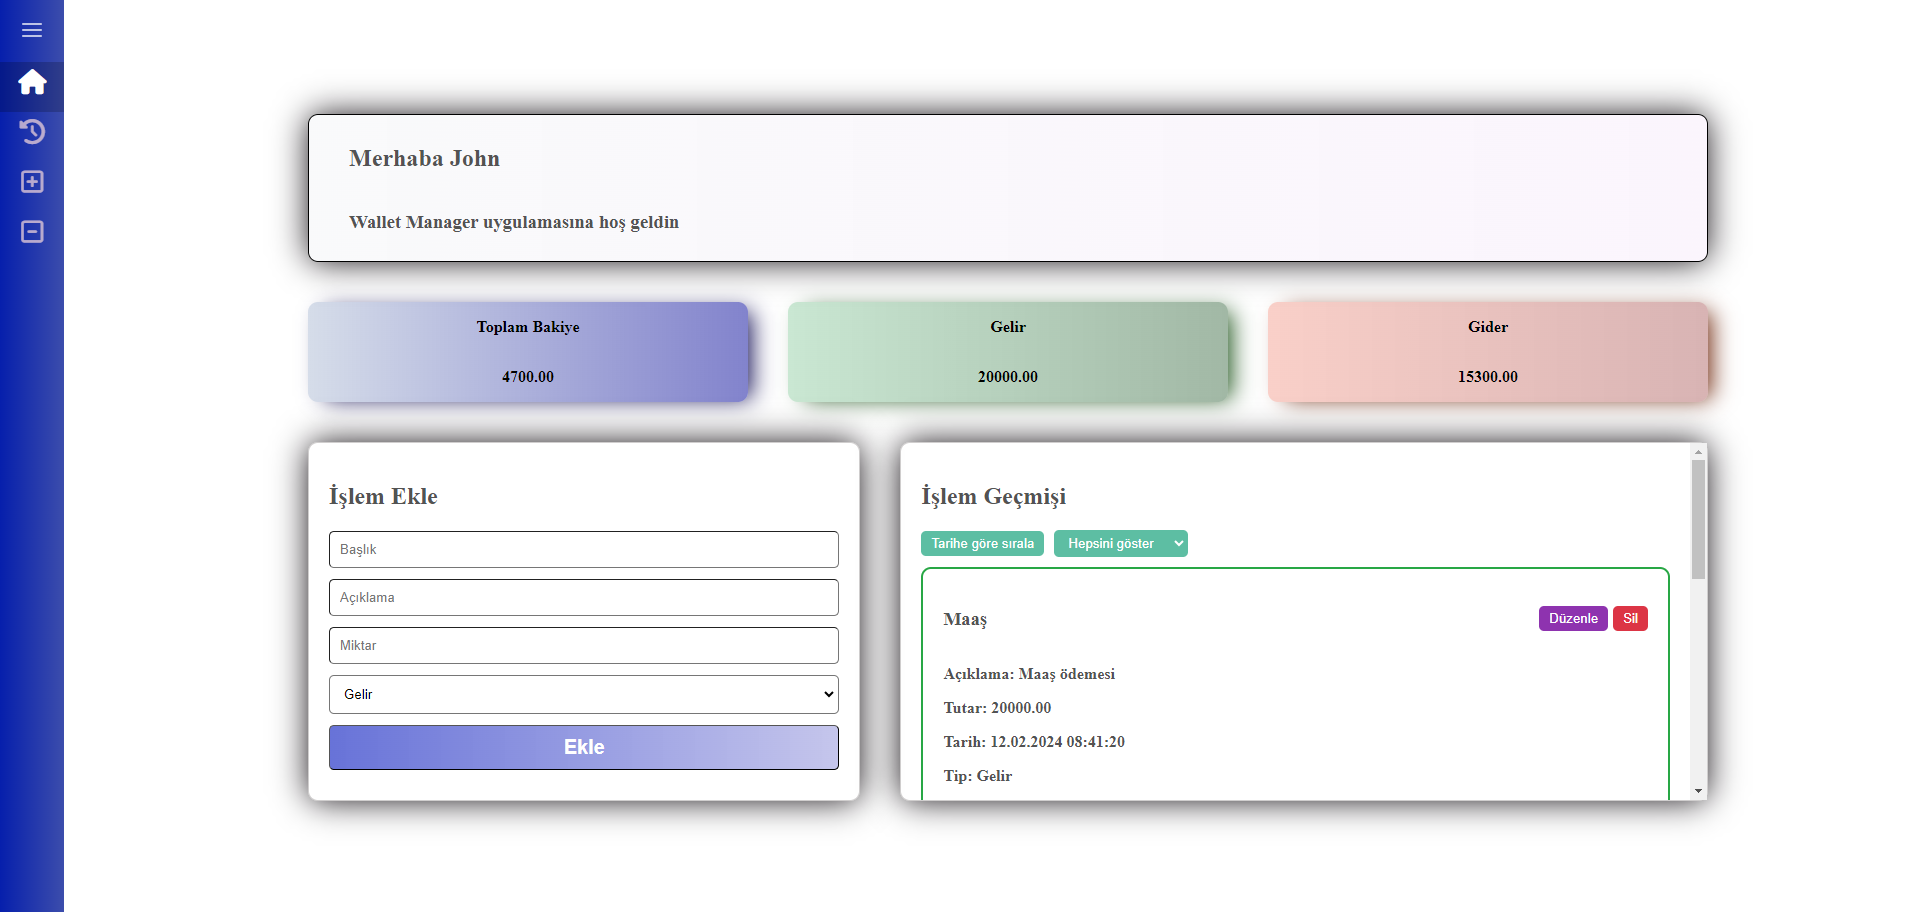 Merhaba John
Wallet Manager uygulamasına hoş geldin
Toplam Bakiye
4700.00
Gelir
20000.00
Gider
15300.00
İşlem Ekle
Başlık
Açıklama
Miktar
Gelir
Ekle
İşlem Geçmişi
Tarihe göre sırala Hepsini göster
Maaş Düzenle Sil
Açıklama: Maaş ödemesi
Tutar: 20000.00
Tarih: 12.02.2024 08:41:20
Tip: Gelir